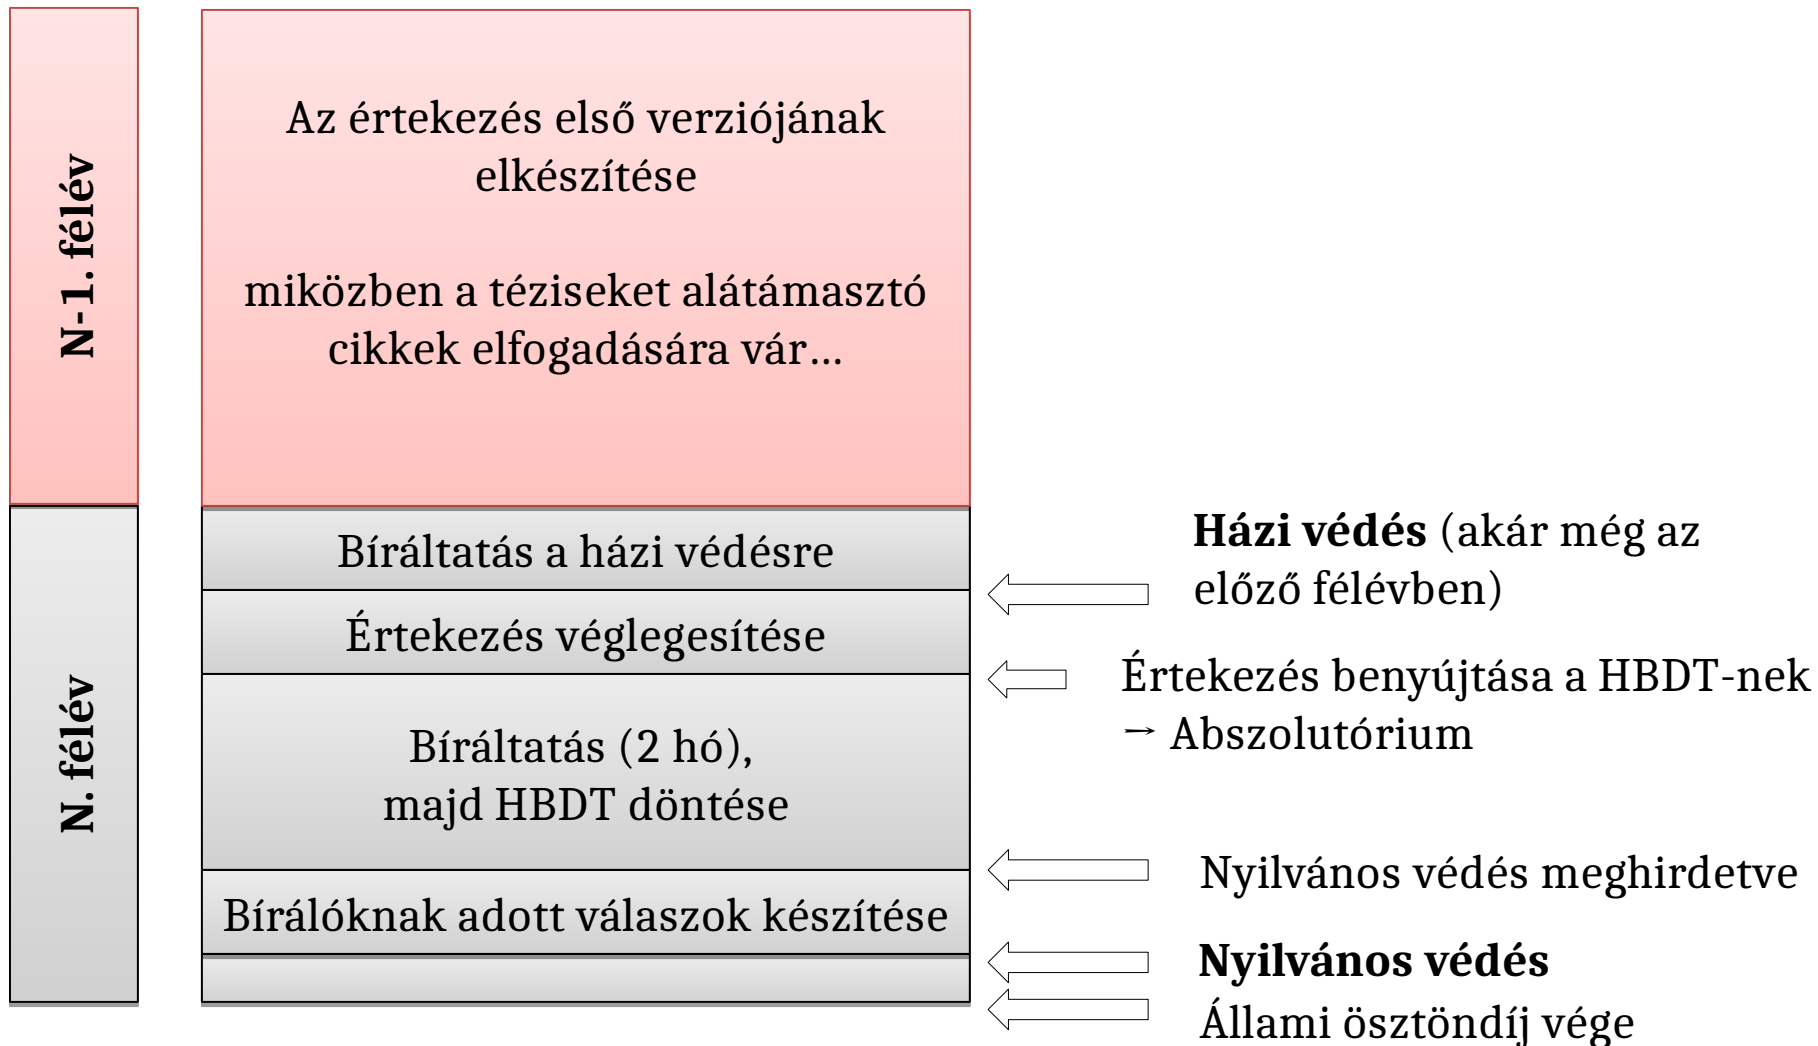 N-1. félév
Az értekezés első verziójának
elkészítése
miközben a téziseket alátámasztó
cikkek elfogadására vár…
N. félév
Bíráltatás a házi védésre
Házi védés (akár még az
előző félévben)
Értekezés véglegesítése
Értekezés benyújtása a HBDT-nek
→ Abszolutórium
Bíráltatás (2 hó),
majd HBDT döntése
Nyilvános védés meghirdetve
Bírálóknak adott válaszok készítése
Nyilvános védés
Állami ösztöndíj vége